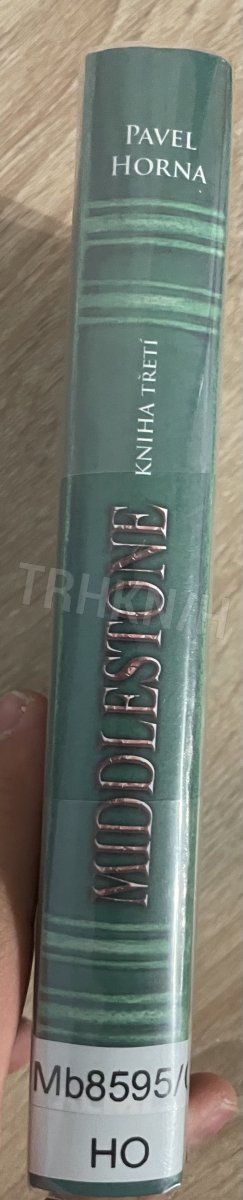 PAVEL
HORNA
KNIHA TŘETÍ
MIDDLESTONE
TRHKNIH
Mb8595/
HO